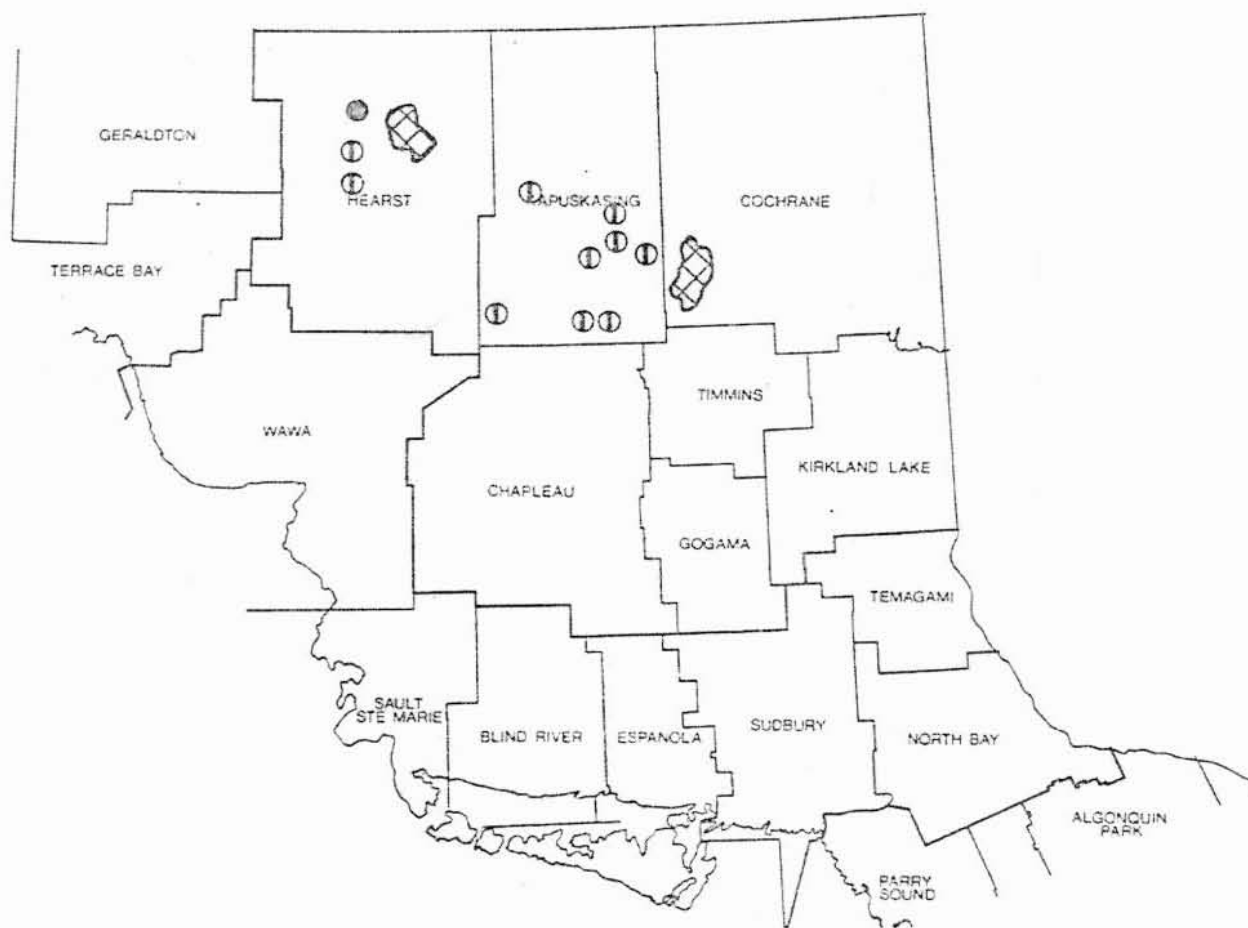 GERALDTON
HEARST
KAPUSKASING
COCHRANE
TERRACE BAY
TIMMINS
WAWA
KIRKLAND LAKE
CHAPLEAU
GOGAMA
TEMAGAMI
SAULT
STE MARIE
BLIND RIVER
ESPANOLA
SUDBURY
NORTH BAY
ALGONQUIN
PARK
PARRY
SOUND